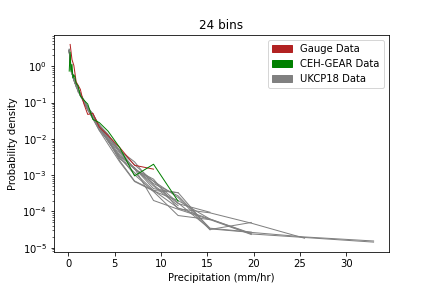 24 bins
Gauge Data
CEH-GEAR Data
UKCP18 Data
Probability density
10⁰
10⁻¹
10⁻²
10⁻³
10⁻⁴
10⁻⁵
0 5 10 15 20 25 30
Precipitation (mm/hr)